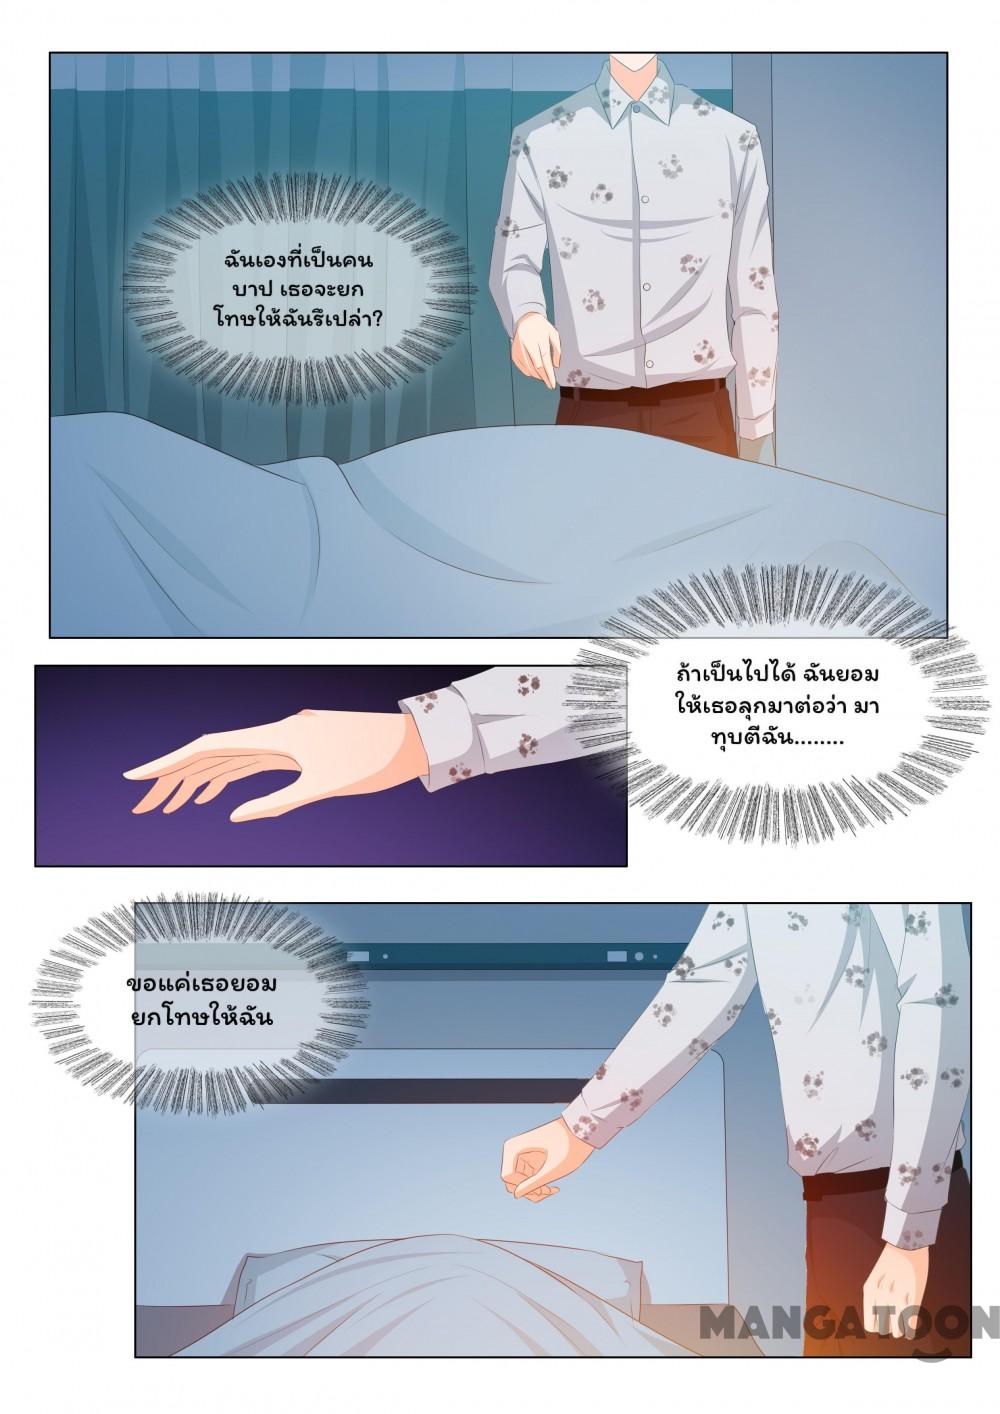 ฉันเองที่เป็นคน
บาป เธอจะยก
โทษให้ฉันรึเปล่า?
ถ้าเป็นไปได้ ฉันยอม
ให้เธอลุกมาต่อว่า มา
ทุบตีฉัน........
ขอแค่เธอยอม
ยกโทษให้ฉัน
MANGATOON